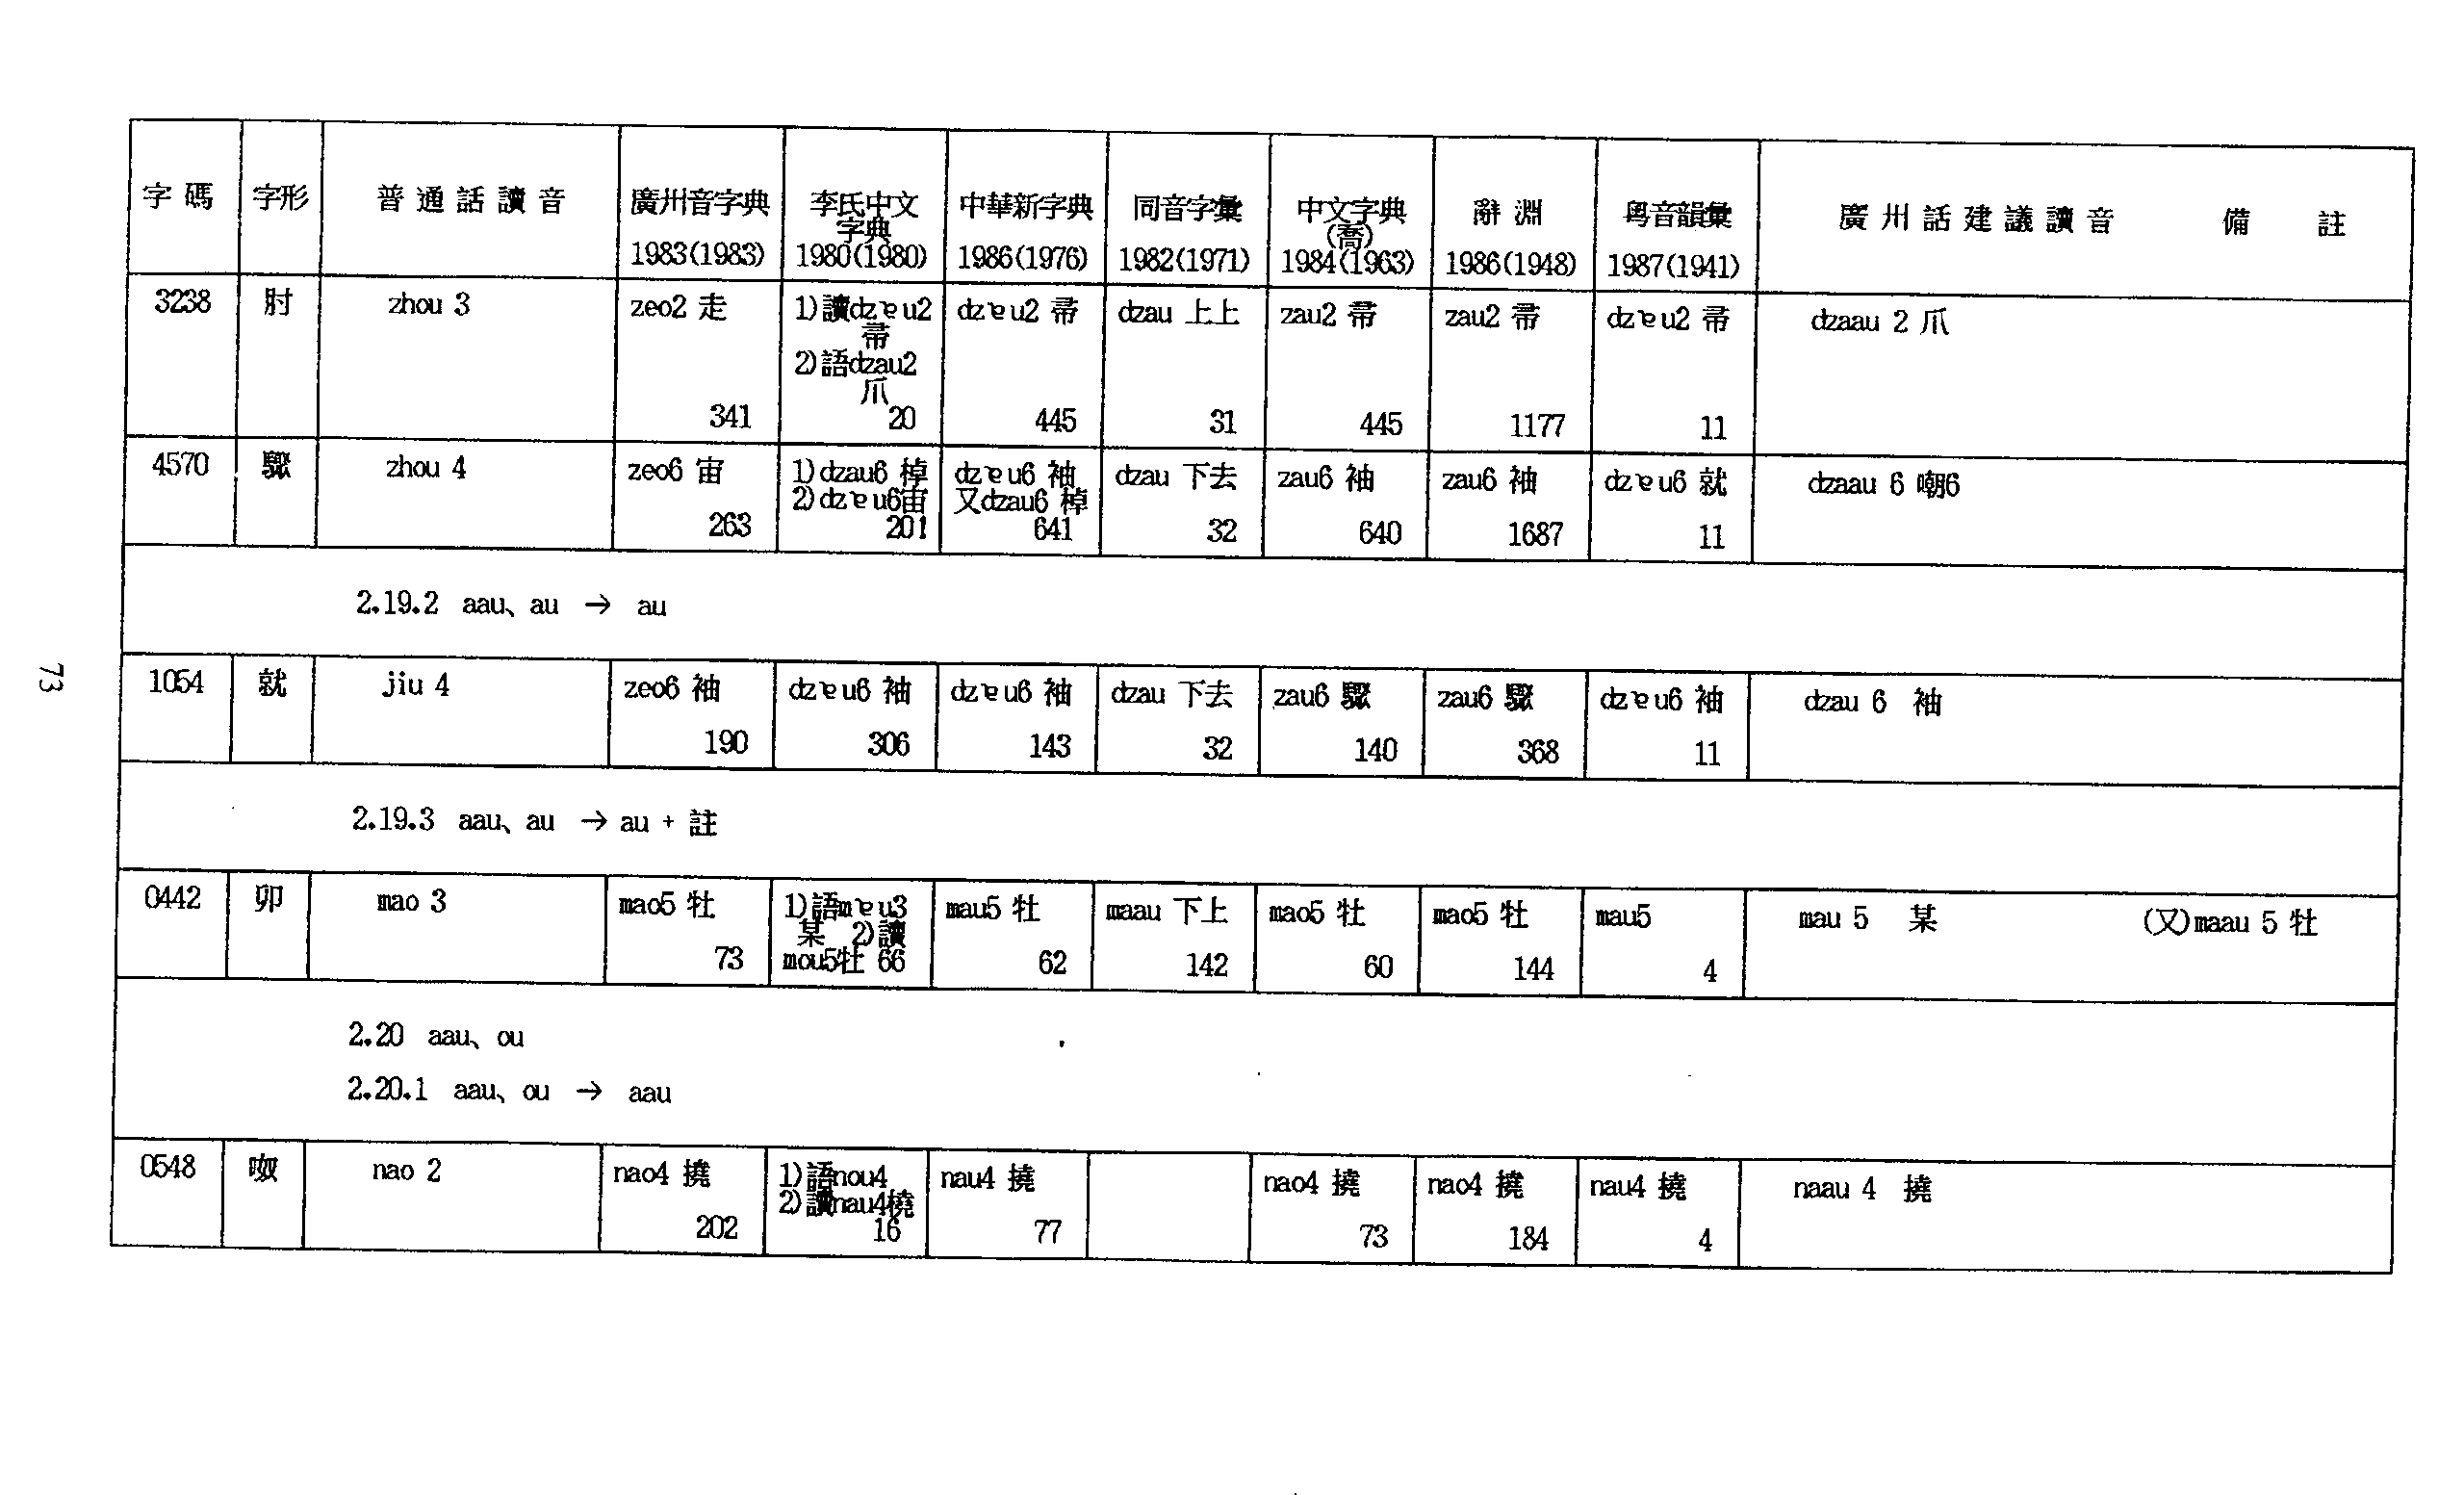 字 碼 字形 普 通 話 讀 音 廣州音字典 1983(1983) 李氏中文字典 1980(1980) 中華新字典 1986(1976) 同音字彙 1982(1971) 中文字典(喬) 1984(1963) 辭 淵 1986(1948) 粵音韻彙 1987(1941) 廣 州 話 建 議 讀 音 備 註
3238 肘 zhou 3 zeo2 走 341 1)讀dzɐu2 帚 2)語dzau2 爪 20 dzɐu2 帚 445 dzau 上上 31 zau2 帚 445 zau2 帚 1177 dzɐu2 帚 11 dzaau 2 爪
4570 驟 zhou 4 zeo6 宙 263 1)dzau6 棹 2)dzɐu6宙 201 dzɐu6 袖 又dzau6 棹 641 dzau 下去 32 zau6 袖 640 zau6 袖 1687 dzɐu6 就 11 dzaau 6 嘲6
2.19.2 aau、au → au
1054 就 jiu 4 zeo6 袖 190 dzɐu6 袖 306 dzɐu6 袖 143 dzau 下去 32 zau6 驟 140 zau6 驟 368 dzɐu6 袖 11 dzau 6 袖
2.19.3 aau、au → au + 註
0442 卯 mao 3 mao5 牡 73 1)語mɐu3 某 2)讀 mou5牡 66 mau5 牡 62 maau 下上 142 mao5 牡 60 mao5 牡 144 mau5 4 mau 5 某 (又)maau 5 牡
2.20 aau、ou
2.20.1 aau、ou → aau
0548 呶 nao 2 nao4 撓 202 1)語nou4 2)讀nau4橈 16 nau4 撓 77 nao4 撓 73 nao4 撓 184 nau4 撓 4 naau 4 撓
73